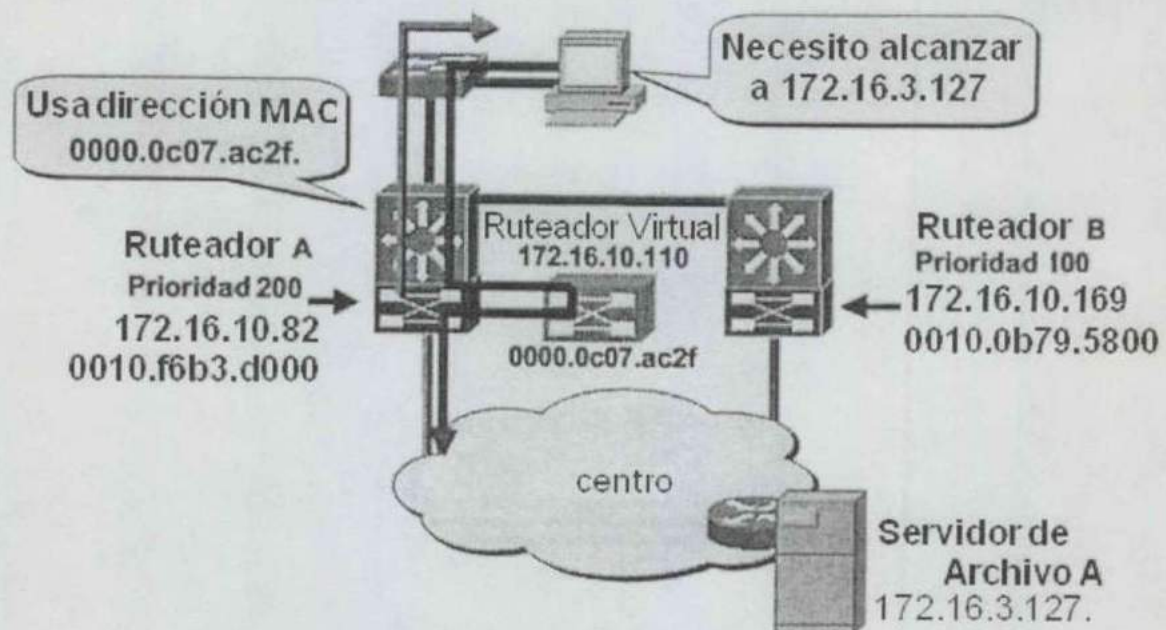 Necesito alcanzar
a 172.16.3.127
Usa dirección MAC
0000.0c07.ac2f.
Ruteador A
Prioridad 200
172.16.10.82
0010.f6b3.d000
Ruteador Virtual
172.16.10.110
0000.0c07.ac2f
Ruteador B
Prioridad 100
172.16.10.169
0010.0b79.5800
centro
Servidor de
Archivo A
172.16.3.127.